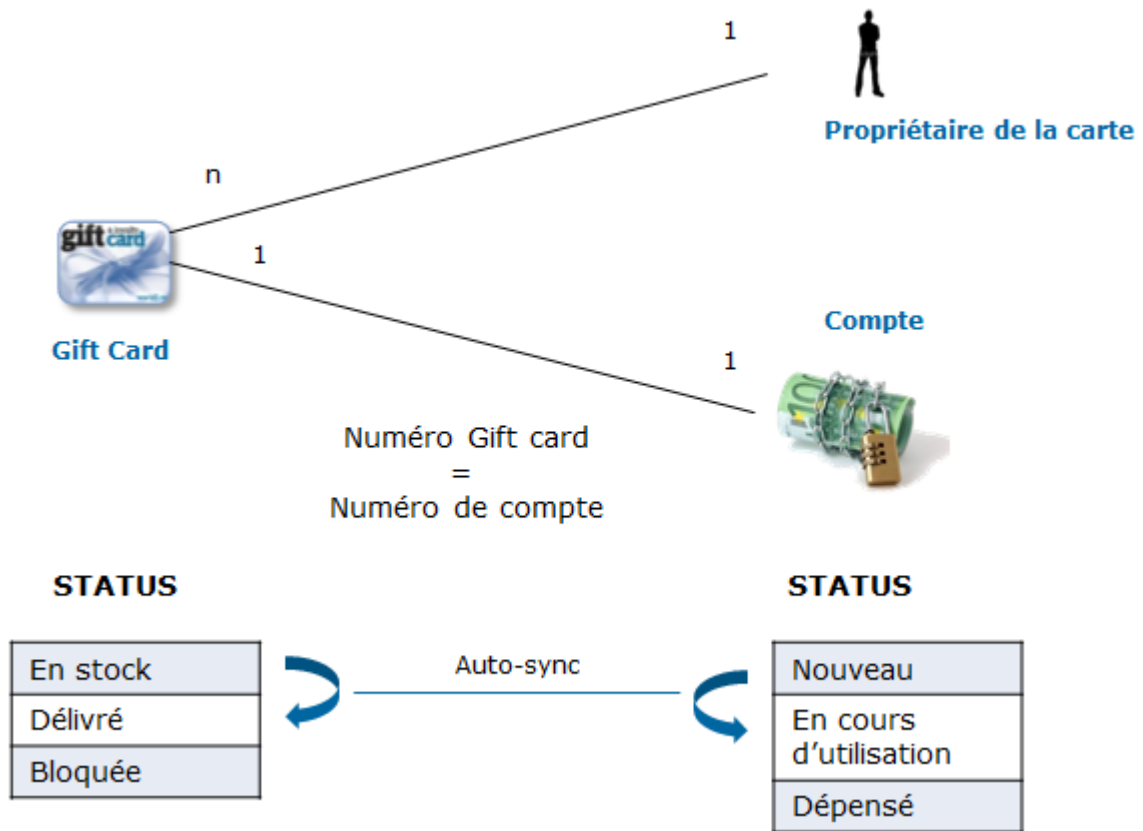 1
Propriétaire de la carte
n
gift card
1
Gift Card
Compte
1
100
Numéro Gift card
=
Numéro de compte
STATUS
STATUS
En stock
Auto-sync
Nouveau
Délivré
En cours
d'utilisation
Bloquée
Dépensé